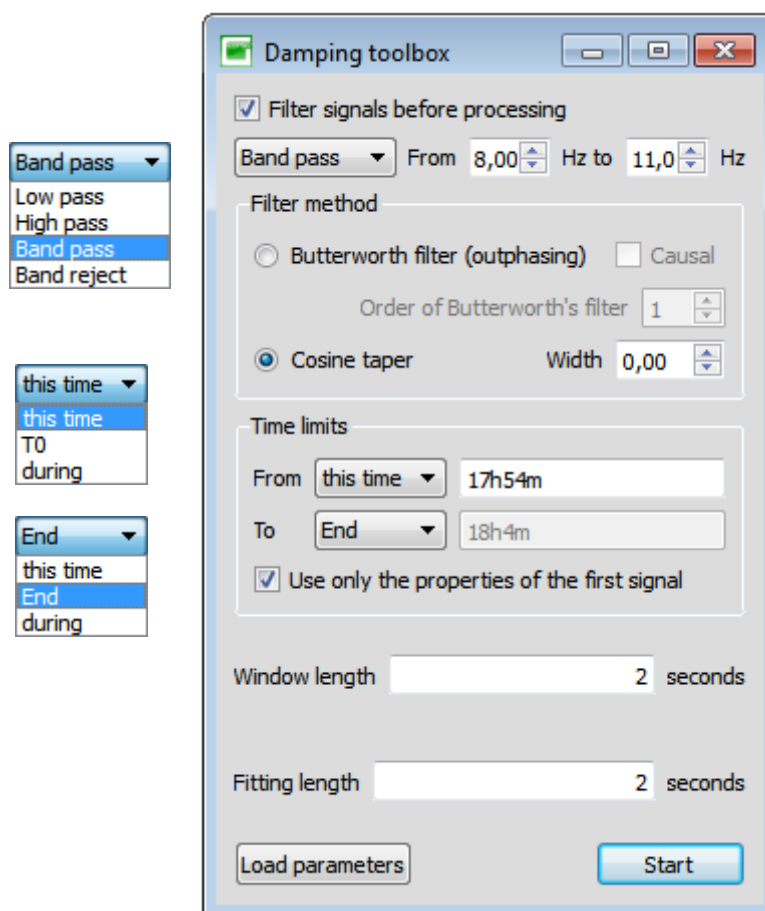 Damping toolbox
Filter signals before processing
Band pass From 8,00 Hz to 11,0 Hz
Filter method
Butterworth filter (outphasing) Causal
Order of Butterworth's filter 1
Cosine taper Width 0,00
Time limits
From this time 17h54m
To End 18h4m
Use only the properties of the first signal
Window length 2 seconds
Fitting length 2 seconds
Load parameters Start
Band pass
Low pass
High pass
Band pass
Band reject
this time
this time
T0
during
End
this time
End
during